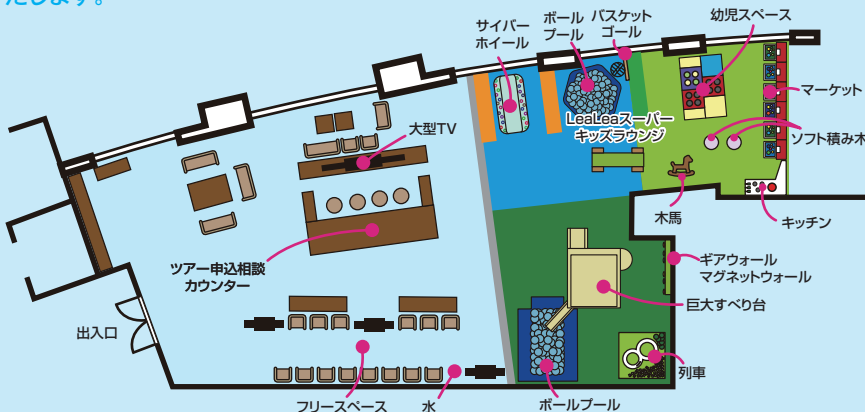 たします。
サイバー
ホイール
ボール
プール
バスケット
ゴール
幼児スペース
大型TV
LeaLeaスーパー
キッズラウンジ
マーケット
ソフト積み木
木馬
キッチン
ツアー申込相談
カウンター
ギアウォール
マグネットウォール
巨大すべり台
出入口
列車
フリースペース
水
ボールプール